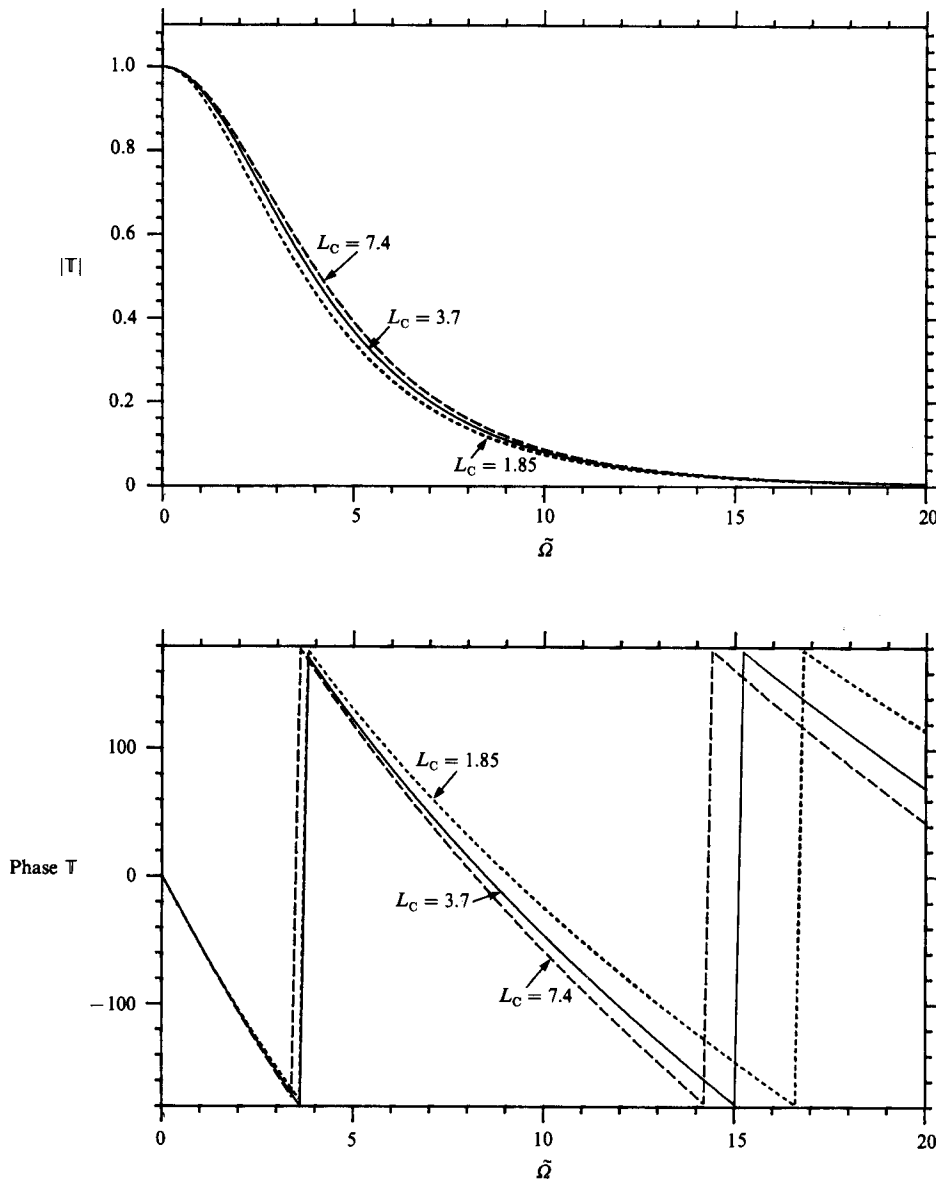 1.0
0.8
0.6
0.4
0.2
0
|𝕋|
L_C = 7.4
L_C = 3.7
L_C = 1.85
0 5 10 15 20
Ω̃
100
0
−100
Phase 𝕋
L_C = 1.85
L_C = 3.7
L_C = 7.4
0 5 10 15 20
Ω̃